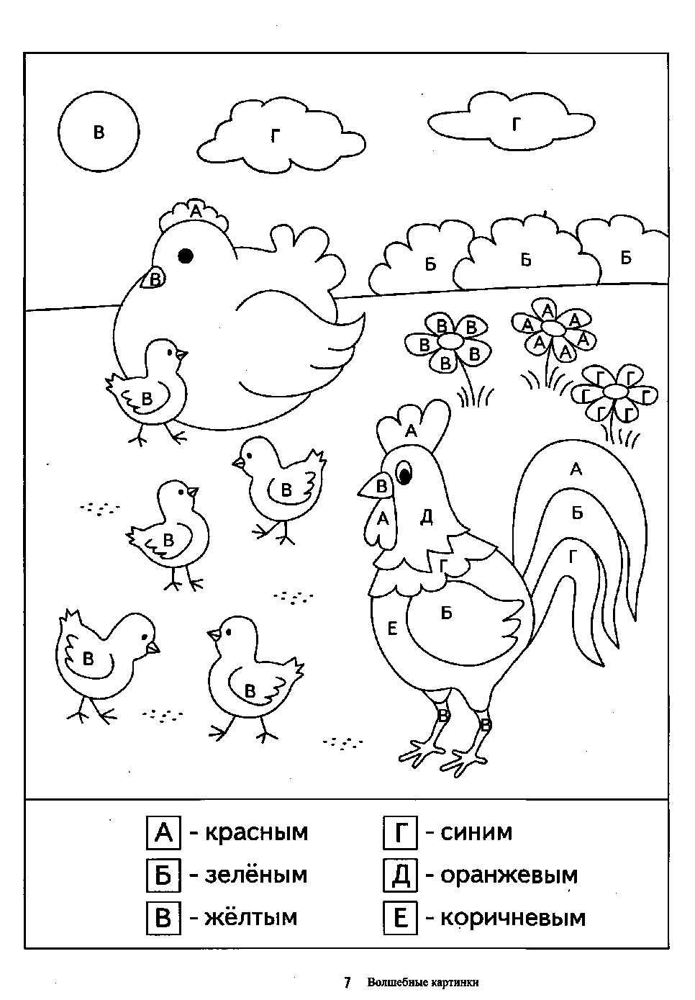 В
Г
Г
А
Б
Б
Б
В
В В
В В
В
А
А А
А А
А
Г Г
Г Г
Г Г
В
А
В
В
А
Д
А
Б
Г
В
Г
Б
Е
В
В
В
В
А - красным
Б - зелёным
В - жёлтым
Г - синим
Д - оранжевым
Е - коричневым
7 Волшебные картинки